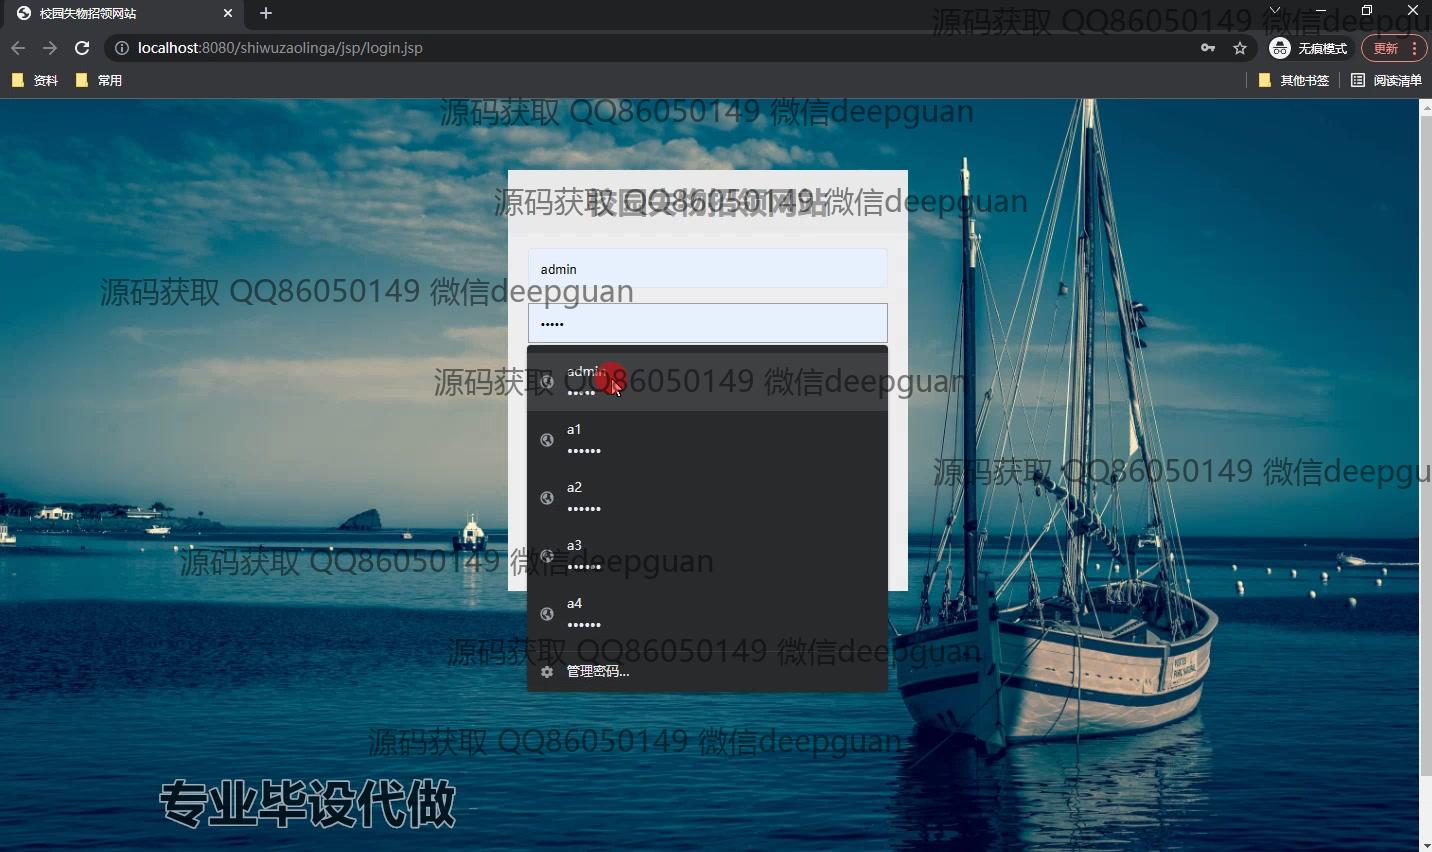 校园失物招领网站
localhost:8080/shiwuzaolinga/jsp/login.jsp
无痕模式
更新
资料
常用
其他书签
阅读清单
源码获取 QQ86050149 微信deepgu
源码获取 QQ86050149 微信deepguan
校园失物招领网站
源码获取 QQ86050149 微信deepguan
admin
源码获取 QQ86050149 微信deepguan
•••••
admin
•••••
源码获取 QQ86050149 微信deepguan
a1
••••••
源码获取 QQ86050149 微信deepgu
a2
••••••
a3
••••••
源码获取 QQ86050149 微信deepguan
a4
••••••
源码获取 QQ86050149 微信deepguan
管理密码...
源码获取 QQ86050149 微信deepguan
专业毕设代做